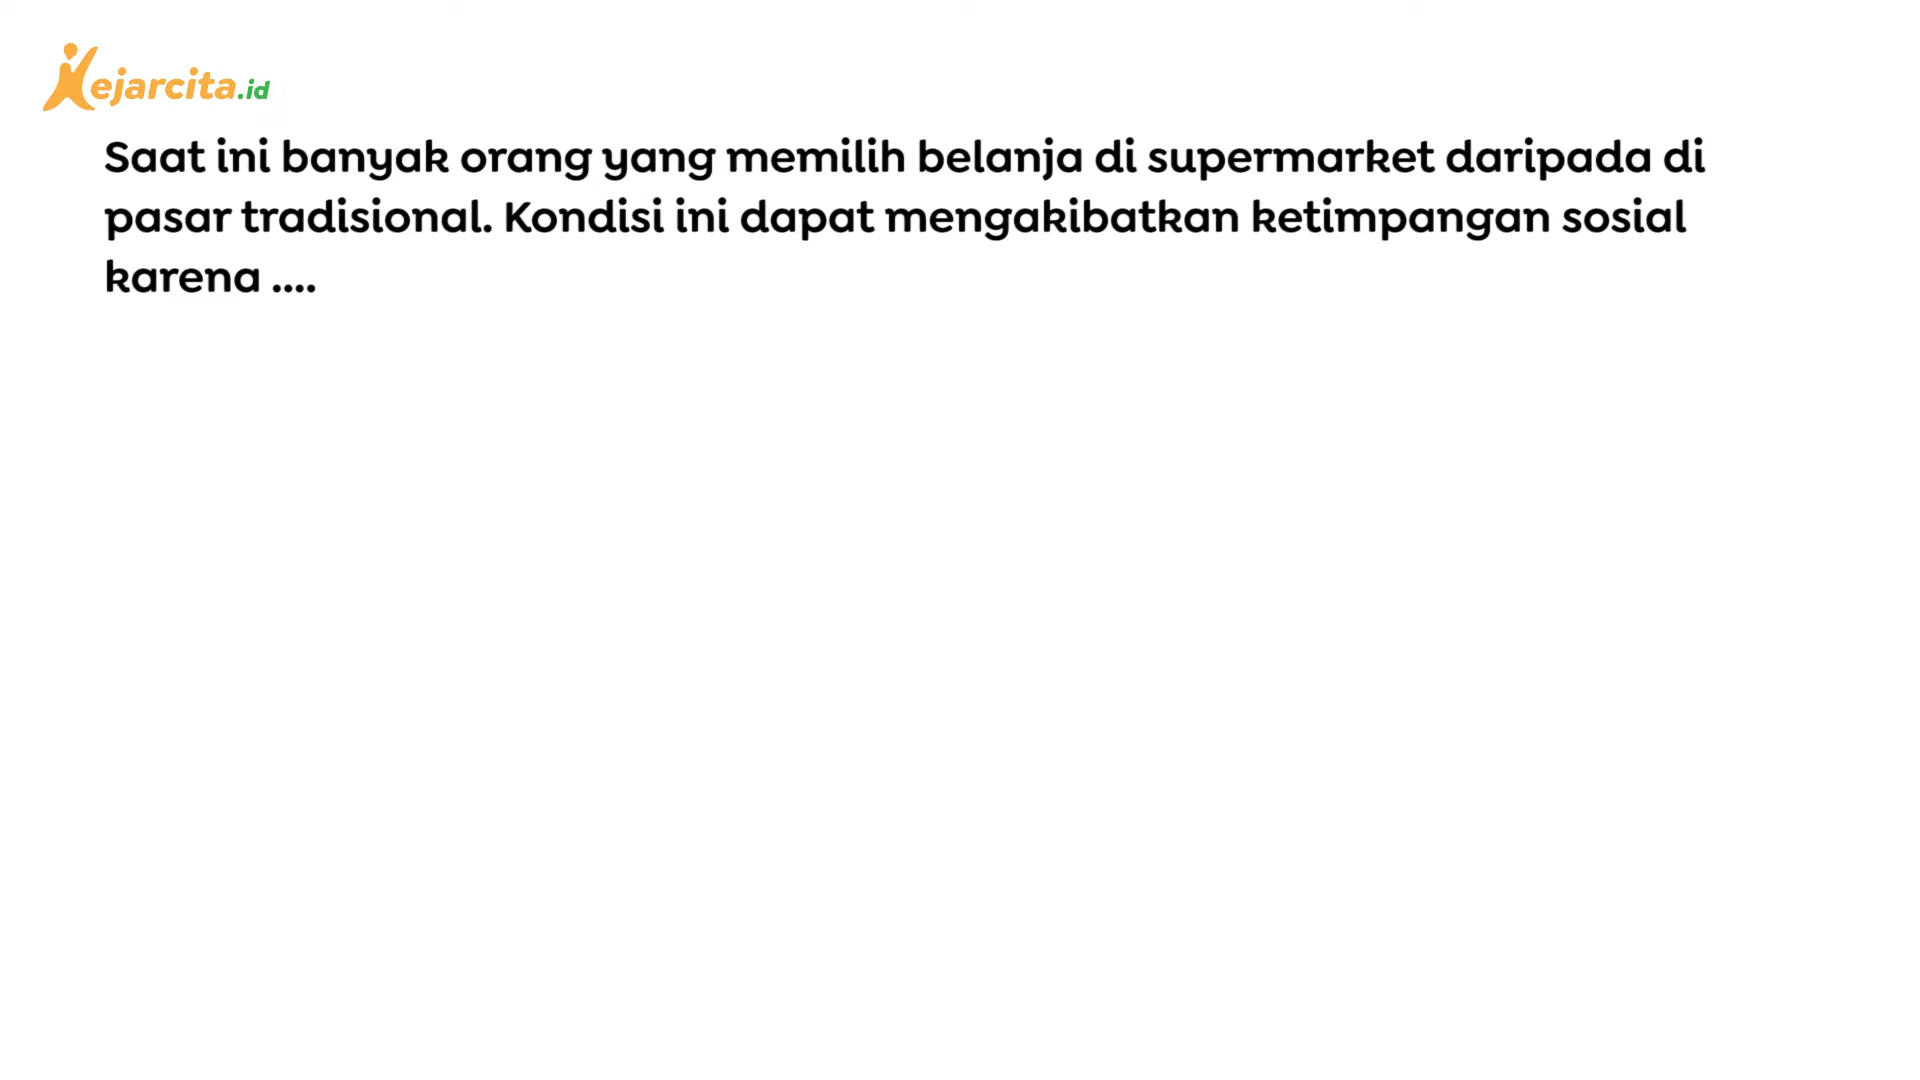 Kejarcita.id
Saat ini banyak orang yang memilih belanja di supermarket daripada di
pasar tradisional. Kondisi ini dapat mengakibatkan ketimpangan sosial
karena ....